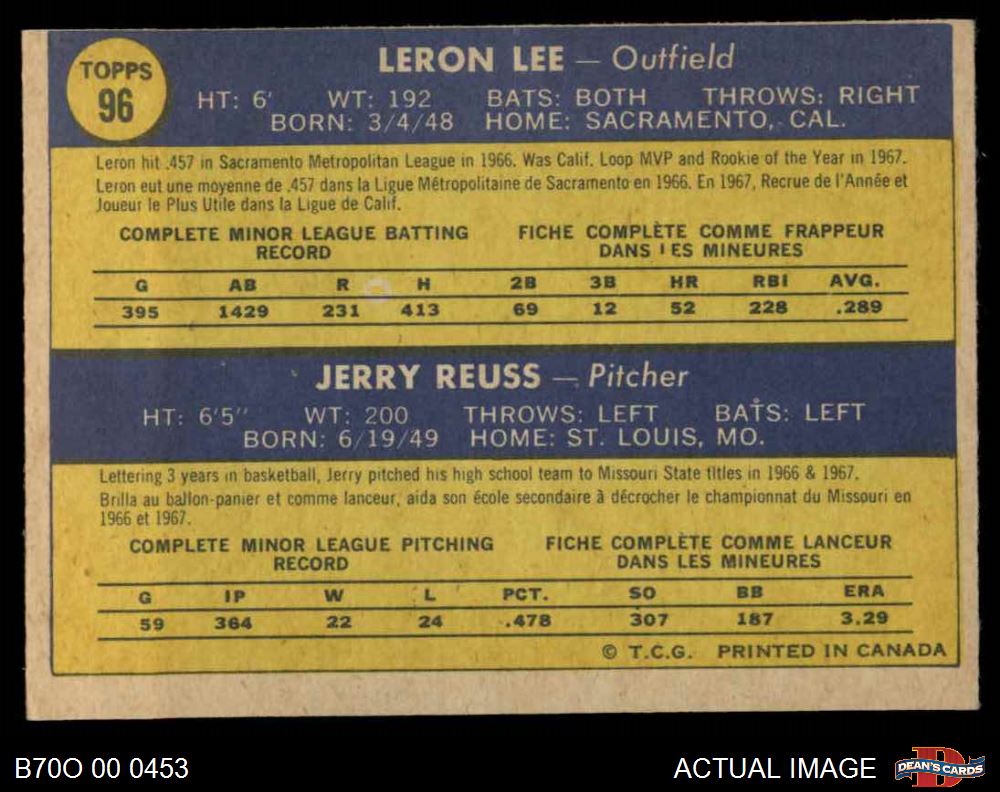 TOPPS
96
LERON LEE — Outfield
HT: 6' WT: 192 BATS: BOTH THROWS: RIGHT
BORN: 3/4/48 HOME: SACRAMENTO, CAL.
Leron hit .457 in Sacramento Metropolitan League in 1966. Was Calif. Loop MVP and Rookie of the Year in 1967.
Leron eut une moyenne de .457 dans la Ligue Métropolitaine de Sacramento en 1966. En 1967, Recrue de l'Année et
Joueur le Plus Utile dans la Ligue de Calif.
COMPLETE MINOR LEAGUE BATTING
RECORD
FICHE COMPLÈTE COMME FRAPPEUR
DANS LES MINEURES
G AB R H 2B 3B HR RBI AVG.
395 1429 231 413 69 12 52 228 .289
JERRY REUSS — Pitcher
HT: 6'5" WT: 200 THROWS: LEFT BATS: LEFT
BORN: 6/19/49 HOME: ST. LOUIS, MO.
Lettering 3 years in basketball, Jerry pitched his high school team to Missouri State titles in 1966 & 1967.
Brilla au ballon-panier et comme lanceur, aida son école secondaire à décrocher le championnat du Missouri en
1966 et 1967.
COMPLETE MINOR LEAGUE PITCHING
RECORD
FICHE COMPLÈTE COMME LANCEUR
DANS LES MINEURES
G IP W L PCT. SO BB ERA
59 364 22 24 .478 307 187 3.29
© T.C.G. PRINTED IN CANADA
B70O 00 0453
ACTUAL IMAGE
DEAN'S CARDS